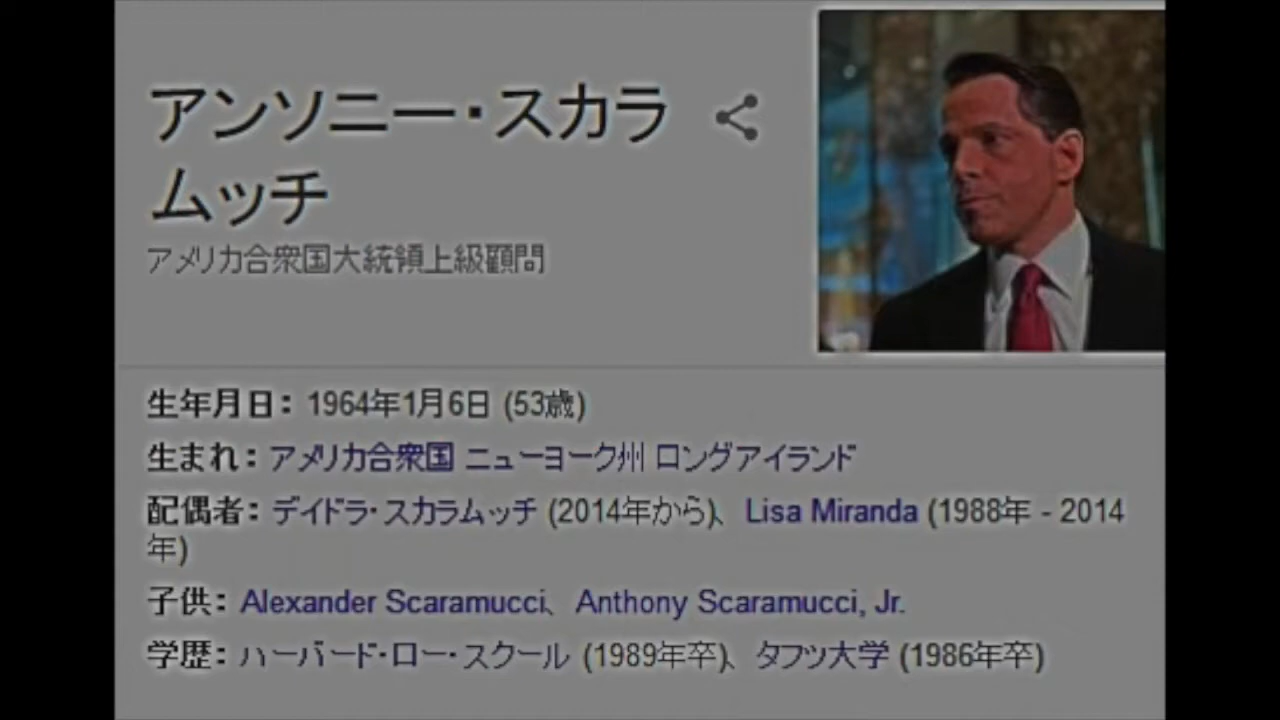 アンソニー・スカラ
ムッチ
アメリカ合衆国大統領上級顧問
生年月日： 1964年1月6日 (53歳)
生まれ： アメリカ合衆国 ニューヨーク州 ロングアイランド
配偶者： デイドラ・スカラムッチ (2014年から)、 Lisa Miranda (1988年 - 2014
年)
子供： Alexander Scaramucci、 Anthony Scaramucci, Jr.
学歴： ハーバード・ロー・スクール (1989年卒)、 タフツ大学 (1986年卒)